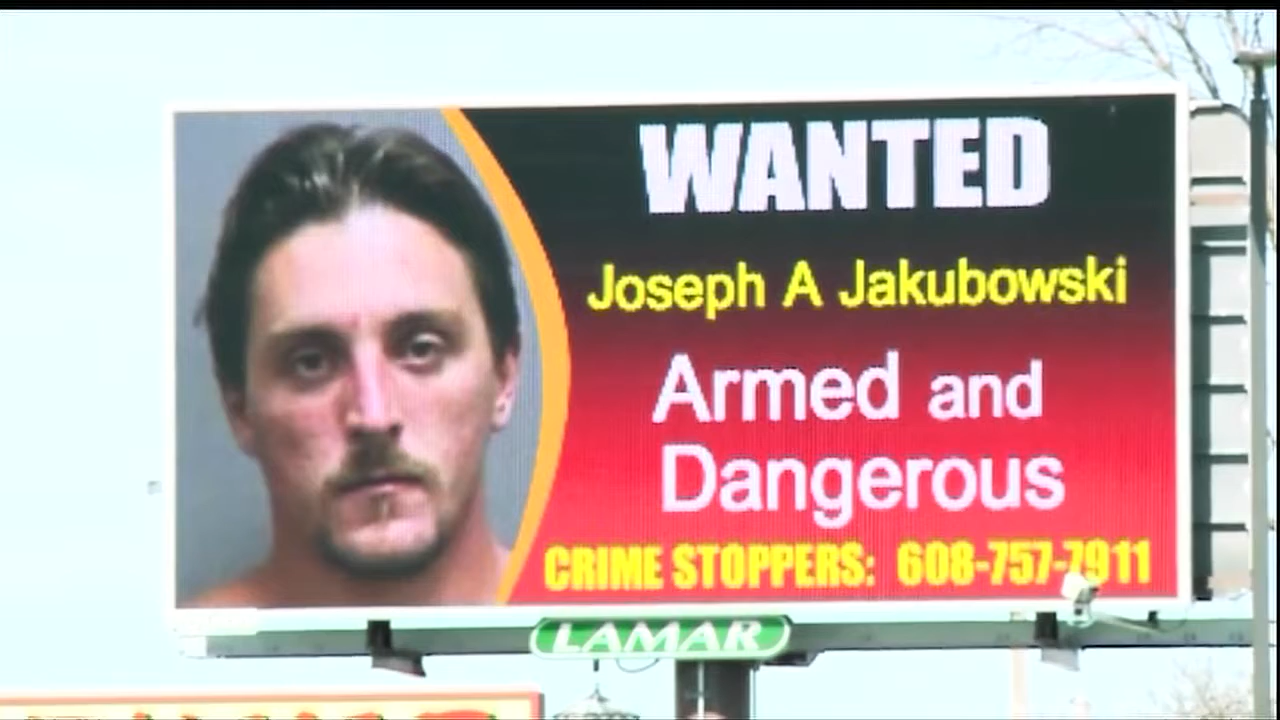 WANTED
Joseph A Jakubowski
Armed and
Dangerous
CRIME STOPPERS: 608-757-7911
LAMAR